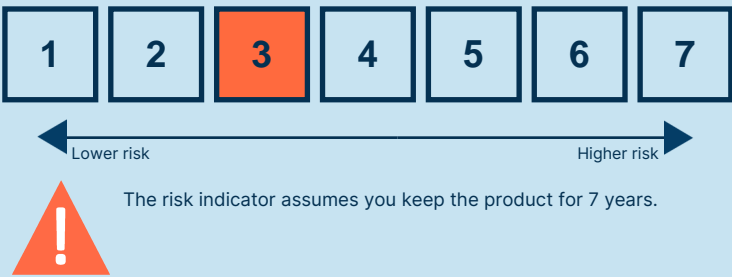 1 2 3 4 5 6 7
Lower risk Higher risk
The risk indicator assumes you keep the product for 7 years.
!